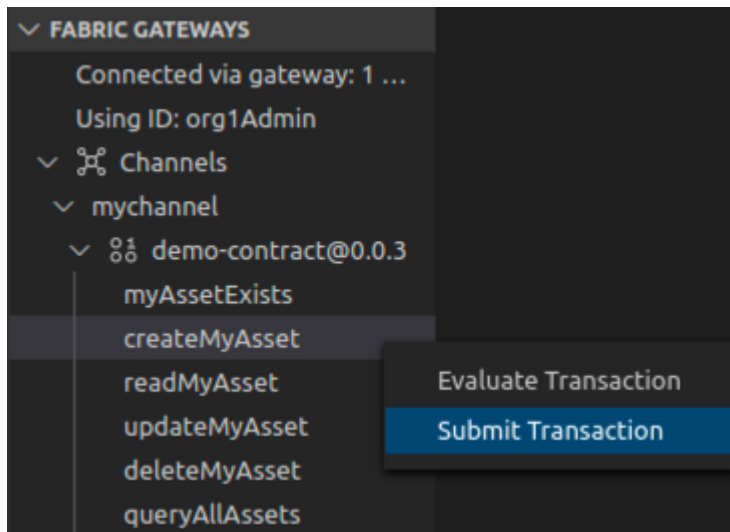 FABRIC GATEWAYS
Connected via gateway: 1 ...
Using ID: org1Admin
Channels
mychannel
demo-contract@0.0.3
myAssetExists
createMyAsset
readMyAsset
updateMyAsset
deleteMyAsset
queryAllAssets
Evaluate Transaction
Submit Transaction